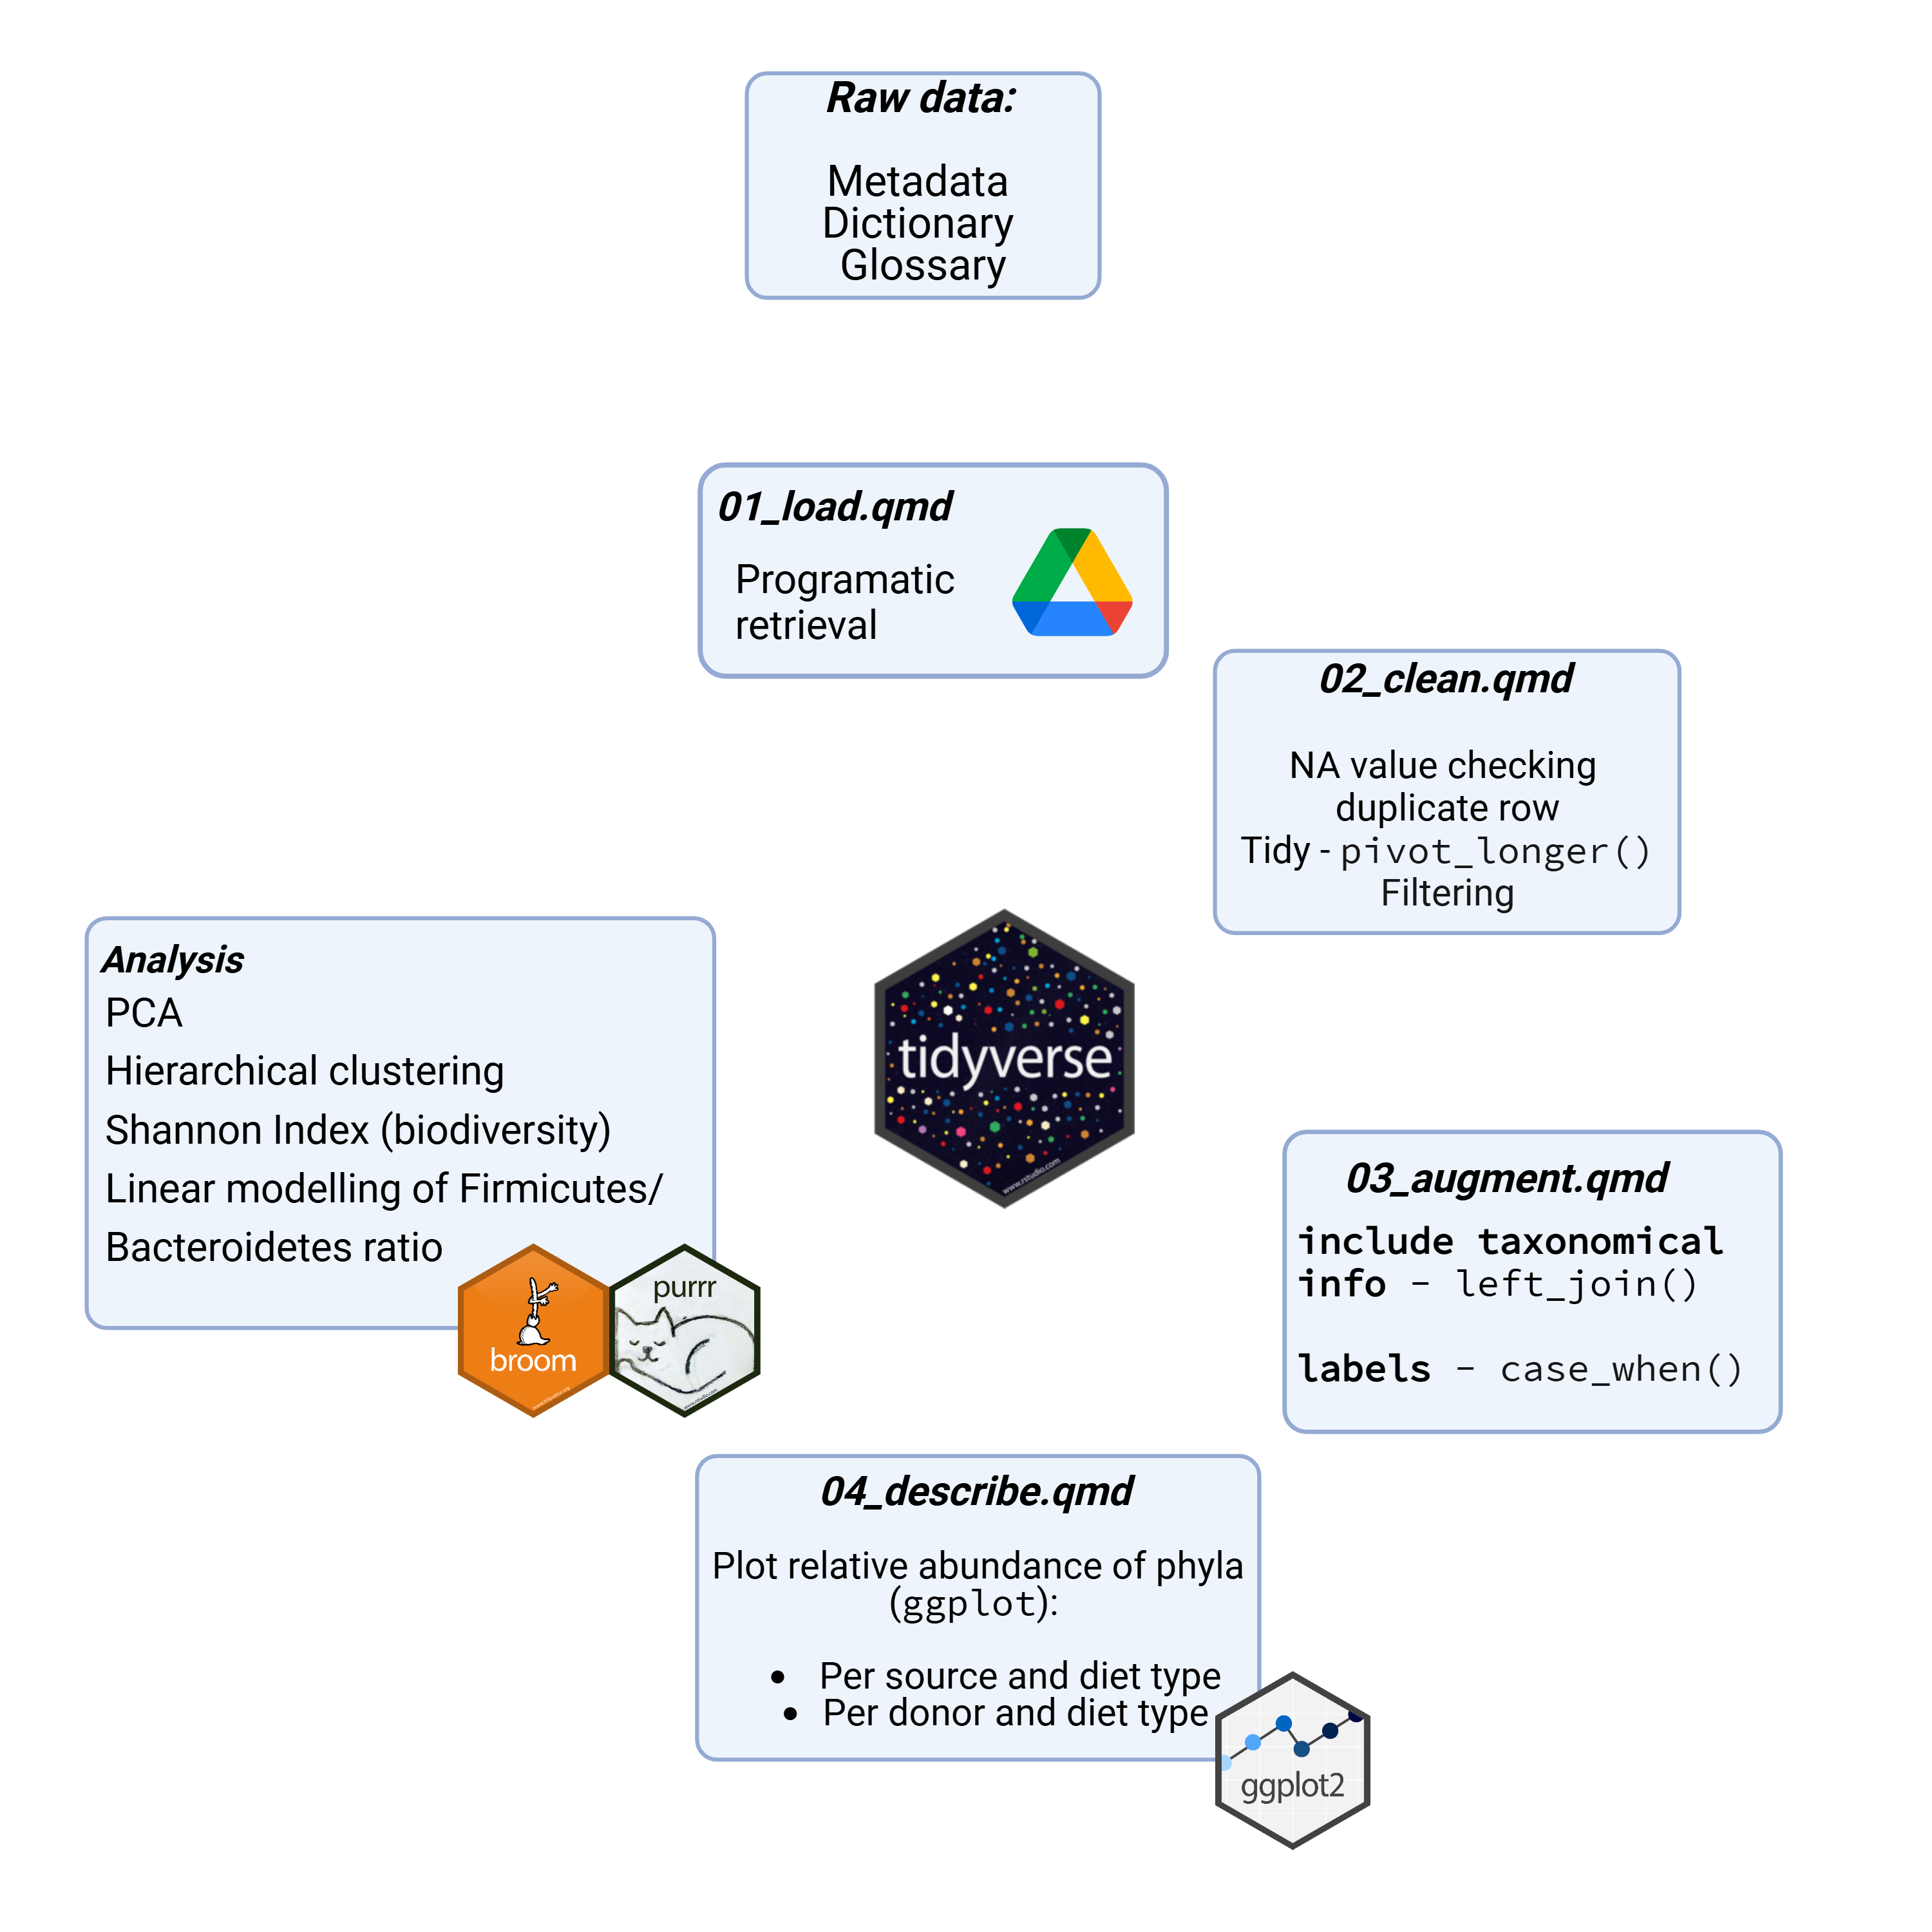 Raw data:
Metadata
Dictionary
Glossary
01_load.qmd
Programatic
retrieval
02_clean.qmd
NA value checking
duplicate row
Tidy - pivot_longer()
Filtering
tidyverse
www.rstudio.com
03_augment.qmd
include taxonomical
info - left_join()
labels - case_when()
04_describe.qmd
Plot relative abundance of phyla
(ggplot):
• Per source and diet type
• Per donor and diet type
ggplot2
Analysis
PCA
Hierarchical clustering
Shannon Index (biodiversity)
Linear modelling of Firmicutes/
Bacteroidetes ratio
broom
purrr